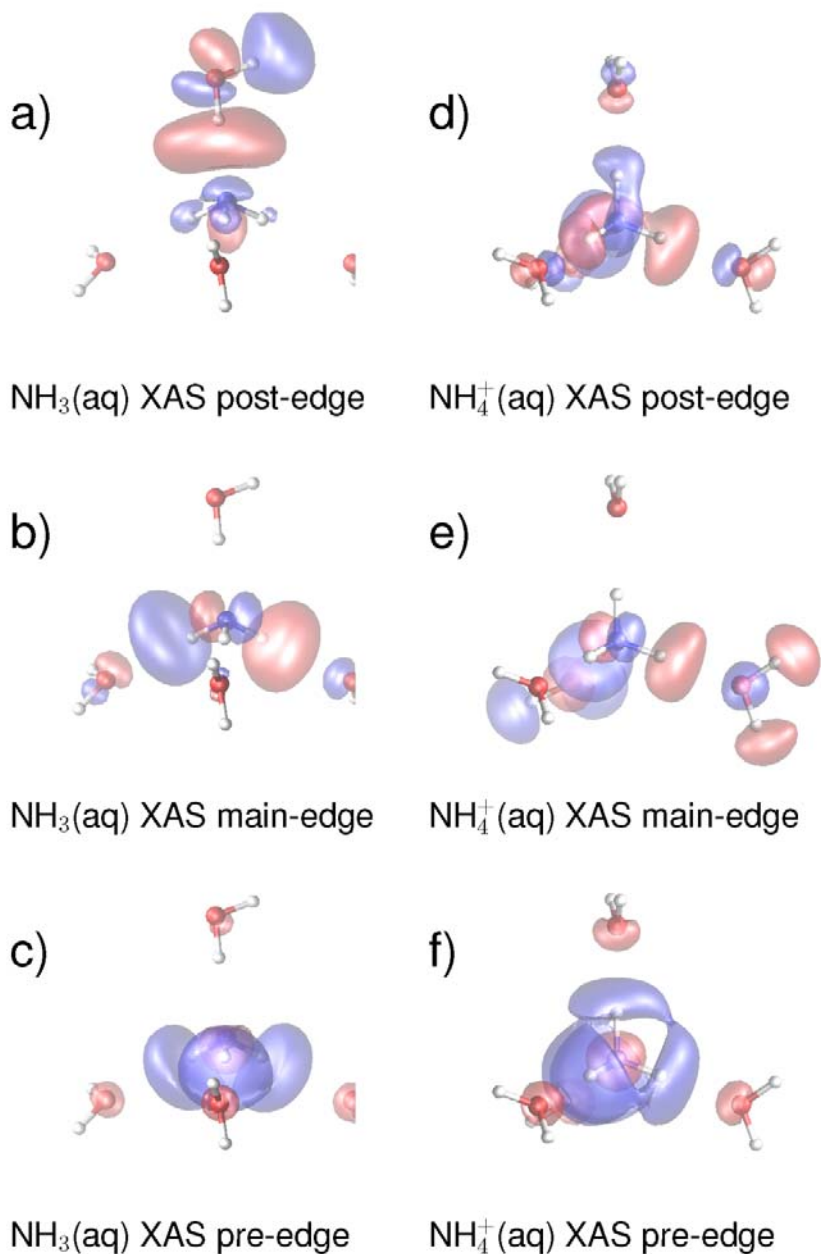 a)
d)
NH₃(aq) XAS post-edge
NH₄⁺(aq) XAS post-edge
b)
e)
NH₃(aq) XAS main-edge
NH₄⁺(aq) XAS main-edge
c)
f)
NH₃(aq) XAS pre-edge
NH₄⁺(aq) XAS pre-edge